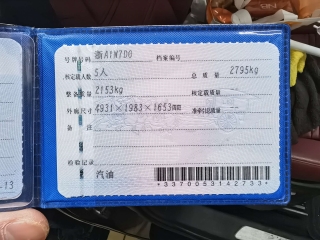 号牌号码 浙A1W7D0 档案编号
核定载人数 5人 总质量 2795kg
整备质量 2153kg 核定载质量
外廓尺寸 4931×1983×1653mm 准牵引总质量
备注
检验记录
汽油
*3370053142733*
-13